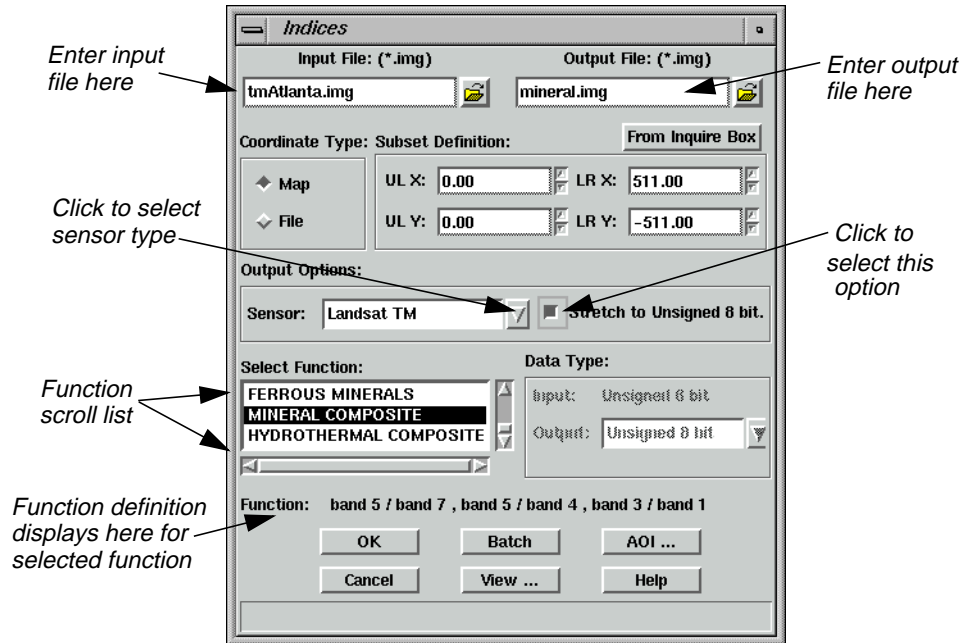 Indices
Input File: (*.img)
Output File: (*.img)
Enter input
file here
tmAtlanta.img
mineral.img
Enter output
file here
Coordinate Type:
Subset Definition:
From Inquire Box
Map
UL X: 0.00
LR X: 511.00
File
UL Y: 0.00
LR Y: -511.00
Click to select
sensor type
Click to
select this
option
Output Options:
Sensor: Landsat TM
Stretch to Unsigned 8 bit.
Select Function:
Data Type:
Function
scroll list
FERROUS MINERALS
MINERAL COMPOSITE
HYDROTHERMAL COMPOSITE
Input: Unsigned 8 bit
Output: Unsigned 8 bit
Function definition
displays here for
selected function
Function: band 5 / band 7 , band 5 / band 4 , band 3 / band 1
OK
Batch
AOI ...
Cancel
View ...
Help